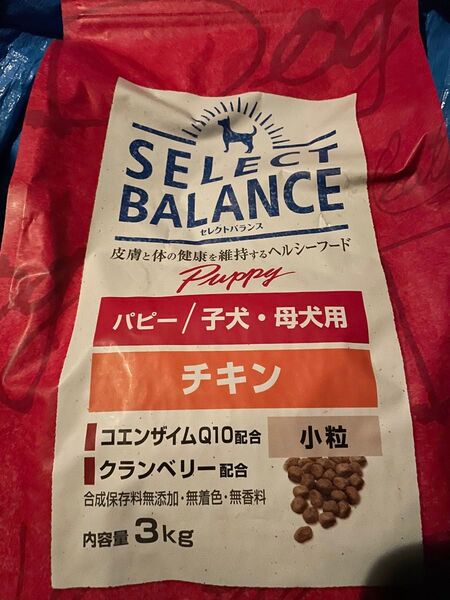 Dog
SELECT
BALANCE
セレクトバランス
皮膚と体の健康を維持するヘルシーフード
Puppy
パピー/子犬・母犬用
チキン
コエンザイムQ10配合
小粒
クランベリー配合
合成保存料無添加・無着色・無香料
内容量3kg